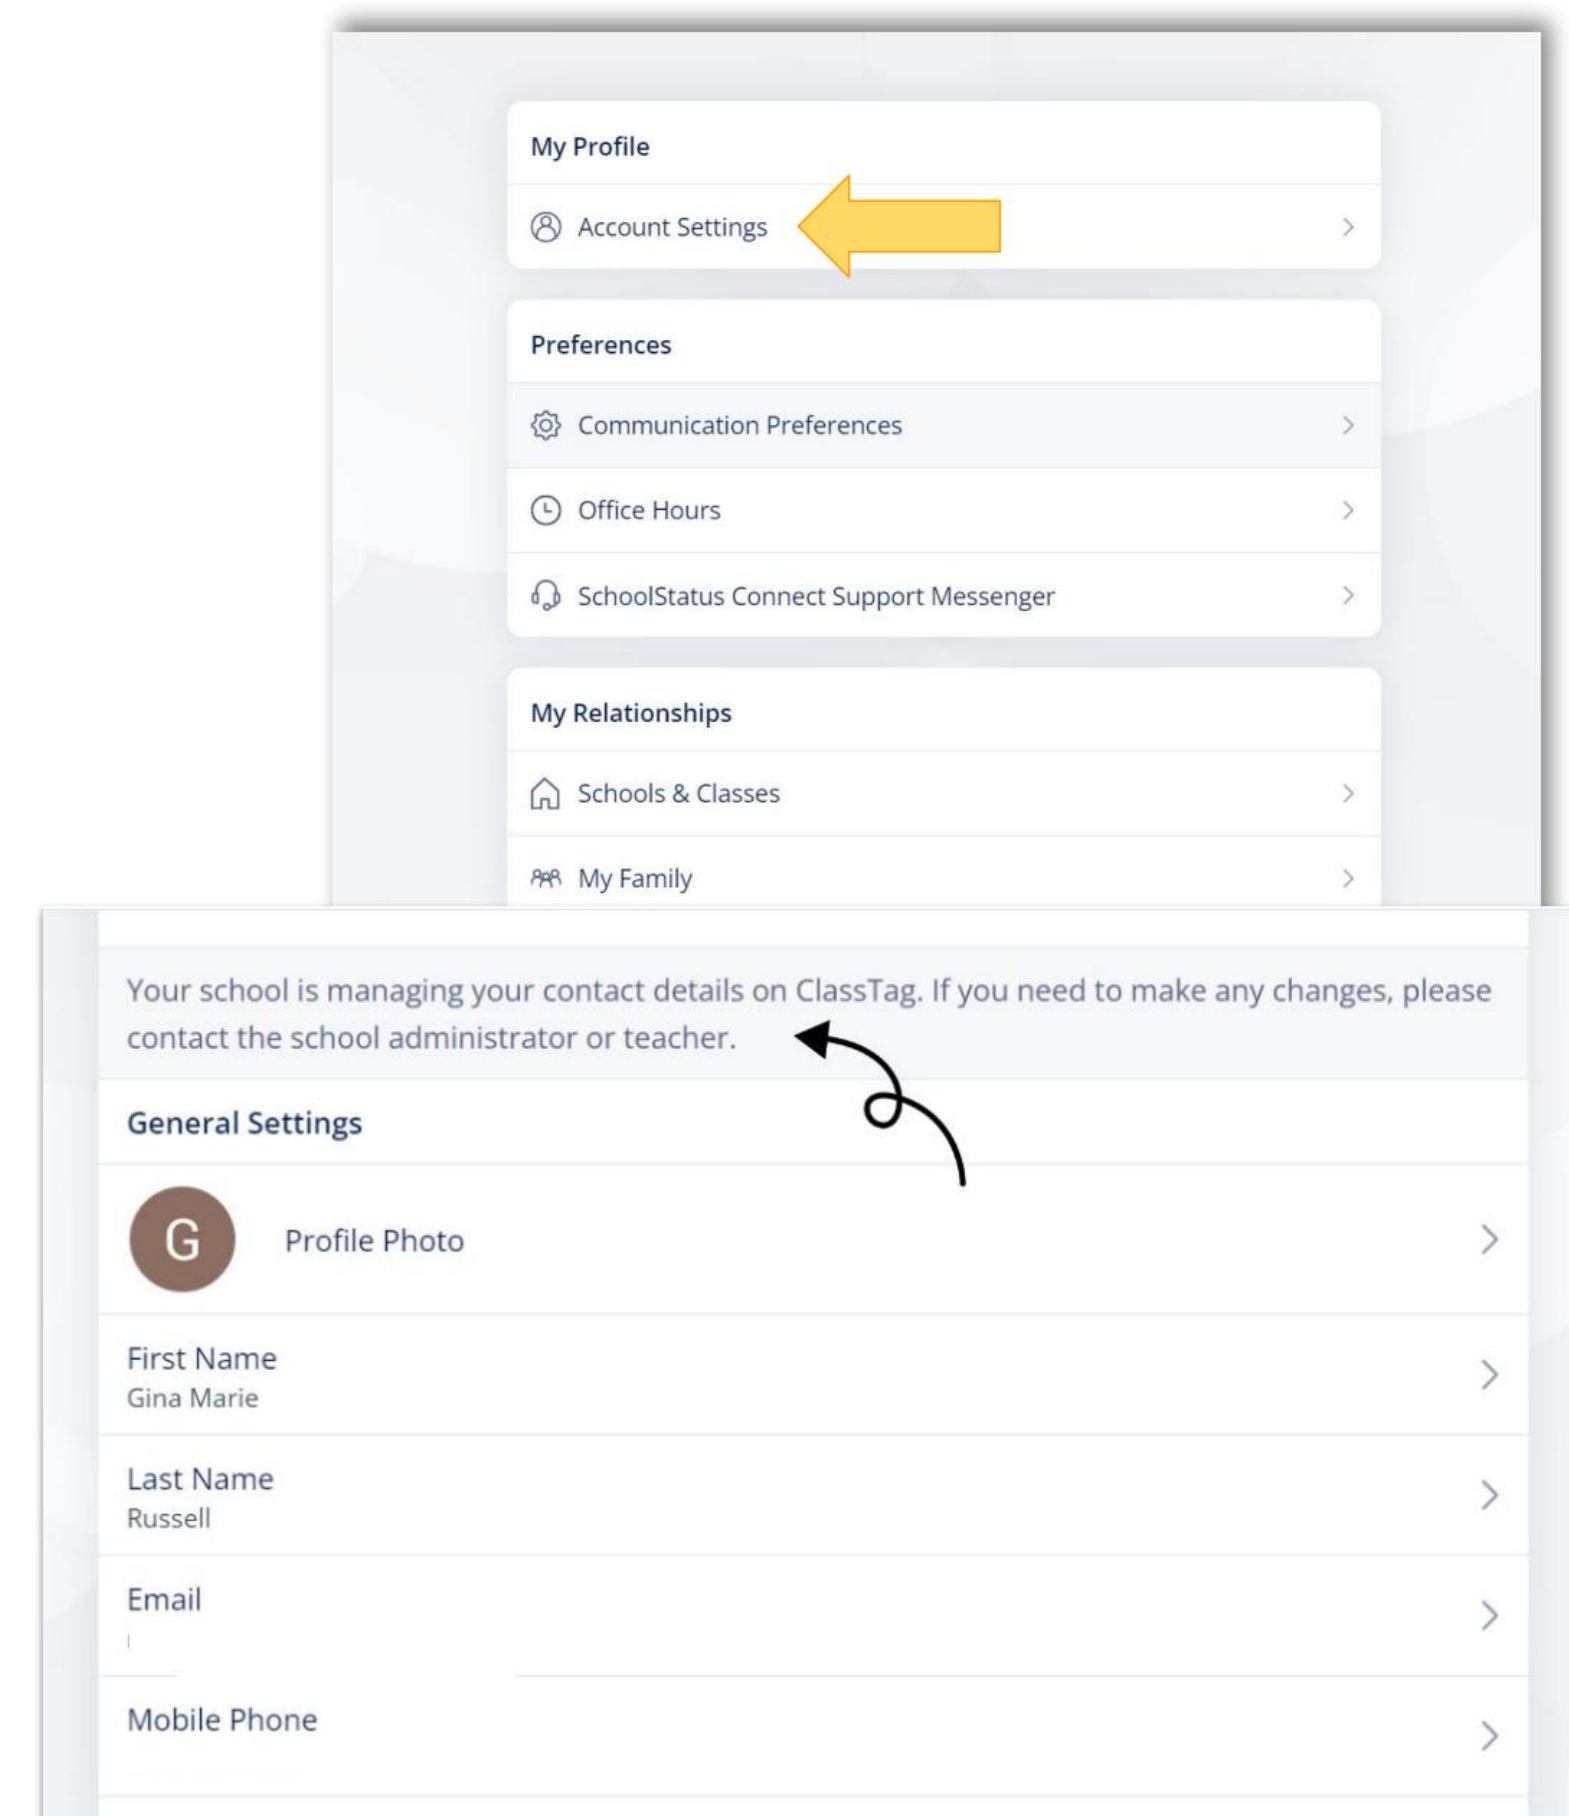 My Profile
Account Settings
Preferences
Communication Preferences
Office Hours
SchoolStatus Connect Support Messenger
My Relationships
Schools & Classes
My Family
Your school is managing your contact details on ClassTag. If you need to make any changes, please
contact the school administrator or teacher.
General Settings
G
Profile Photo
First Name
Gina Marie
Last Name
Russell
Email
Mobile Phone